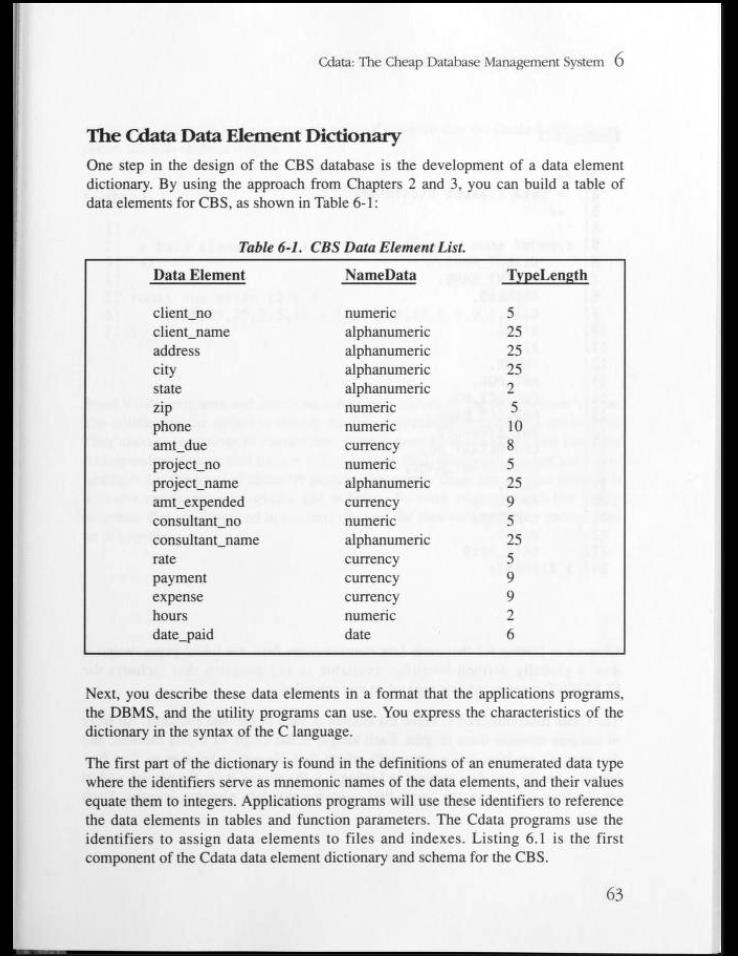 Cdata: The Cheap Database Management System 6
The Cdata Data Element Dictionary
One step in the design of the CBS database is the development of a data element
dictionary. By using the approach from Chapters 2 and 3, you can build a table of
data elements for CBS, as shown in Table 6-1:
Table 6-1. CBS Data Element List.
Data Element NameData TypeLength
client_no numeric 5
client_name alphanumeric 25
address alphanumeric 25
city alphanumeric 25
state alphanumeric 2
zip numeric 5
phone numeric 10
amt_due currency 8
project_no numeric 5
project_name alphanumeric 25
amt_expended currency 9
consultant_no numeric 5
consultant_name alphanumeric 25
rate currency 5
payment currency 9
expense currency 9
hours numeric 2
date_paid date 6
Next, you describe these data elements in a format that the applications programs,
the DBMS, and the utility programs can use. You express the characteristics of the
dictionary in the syntax of the C language.
The first part of the dictionary is found in the definitions of an enumerated data type
where the identifiers serve as mnemonic names of the data elements, and their values
equate them to integers. Applications programs will use these identifiers to reference
the data elements in tables and function parameters. The Cdata programs use the
identifiers to assign data elements to files and indexes. Listing 6.1 is the first
component of the Cdata data element dictionary and schema for the CBS.
63